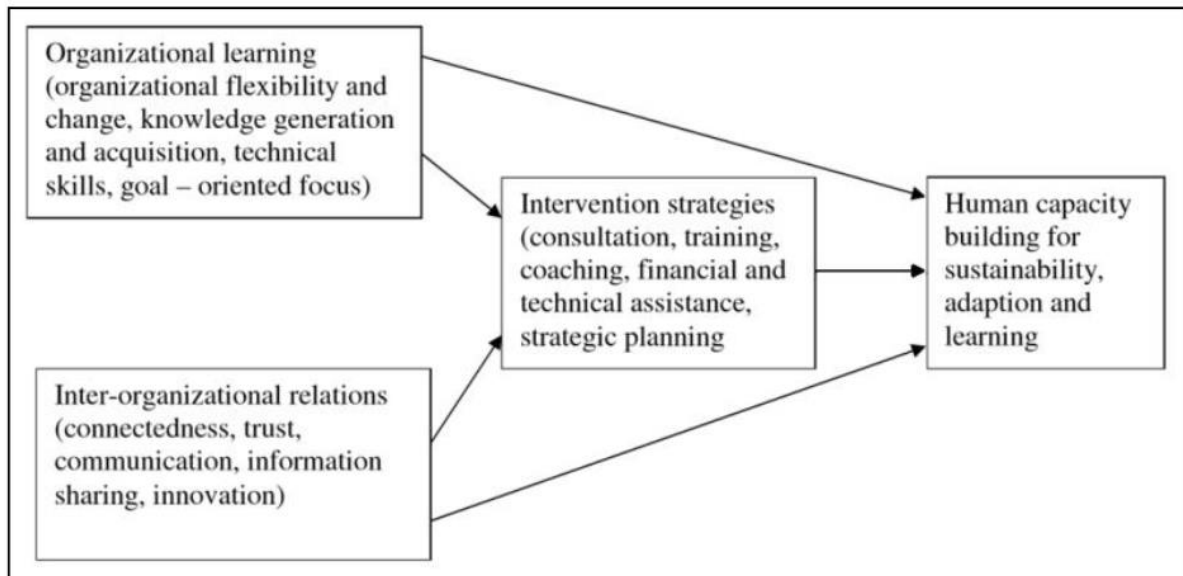 Organizational learning
(organizational flexibility and
change, knowledge generation
and acquisition, technical
skills, goal – oriented focus)
Intervention strategies
(consultation, training,
coaching, financial and
technical assistance,
strategic planning
Human capacity
building for
sustainability,
adaption and
learning
Inter-organizational relations
(connectedness, trust,
communication, information
sharing, innovation)